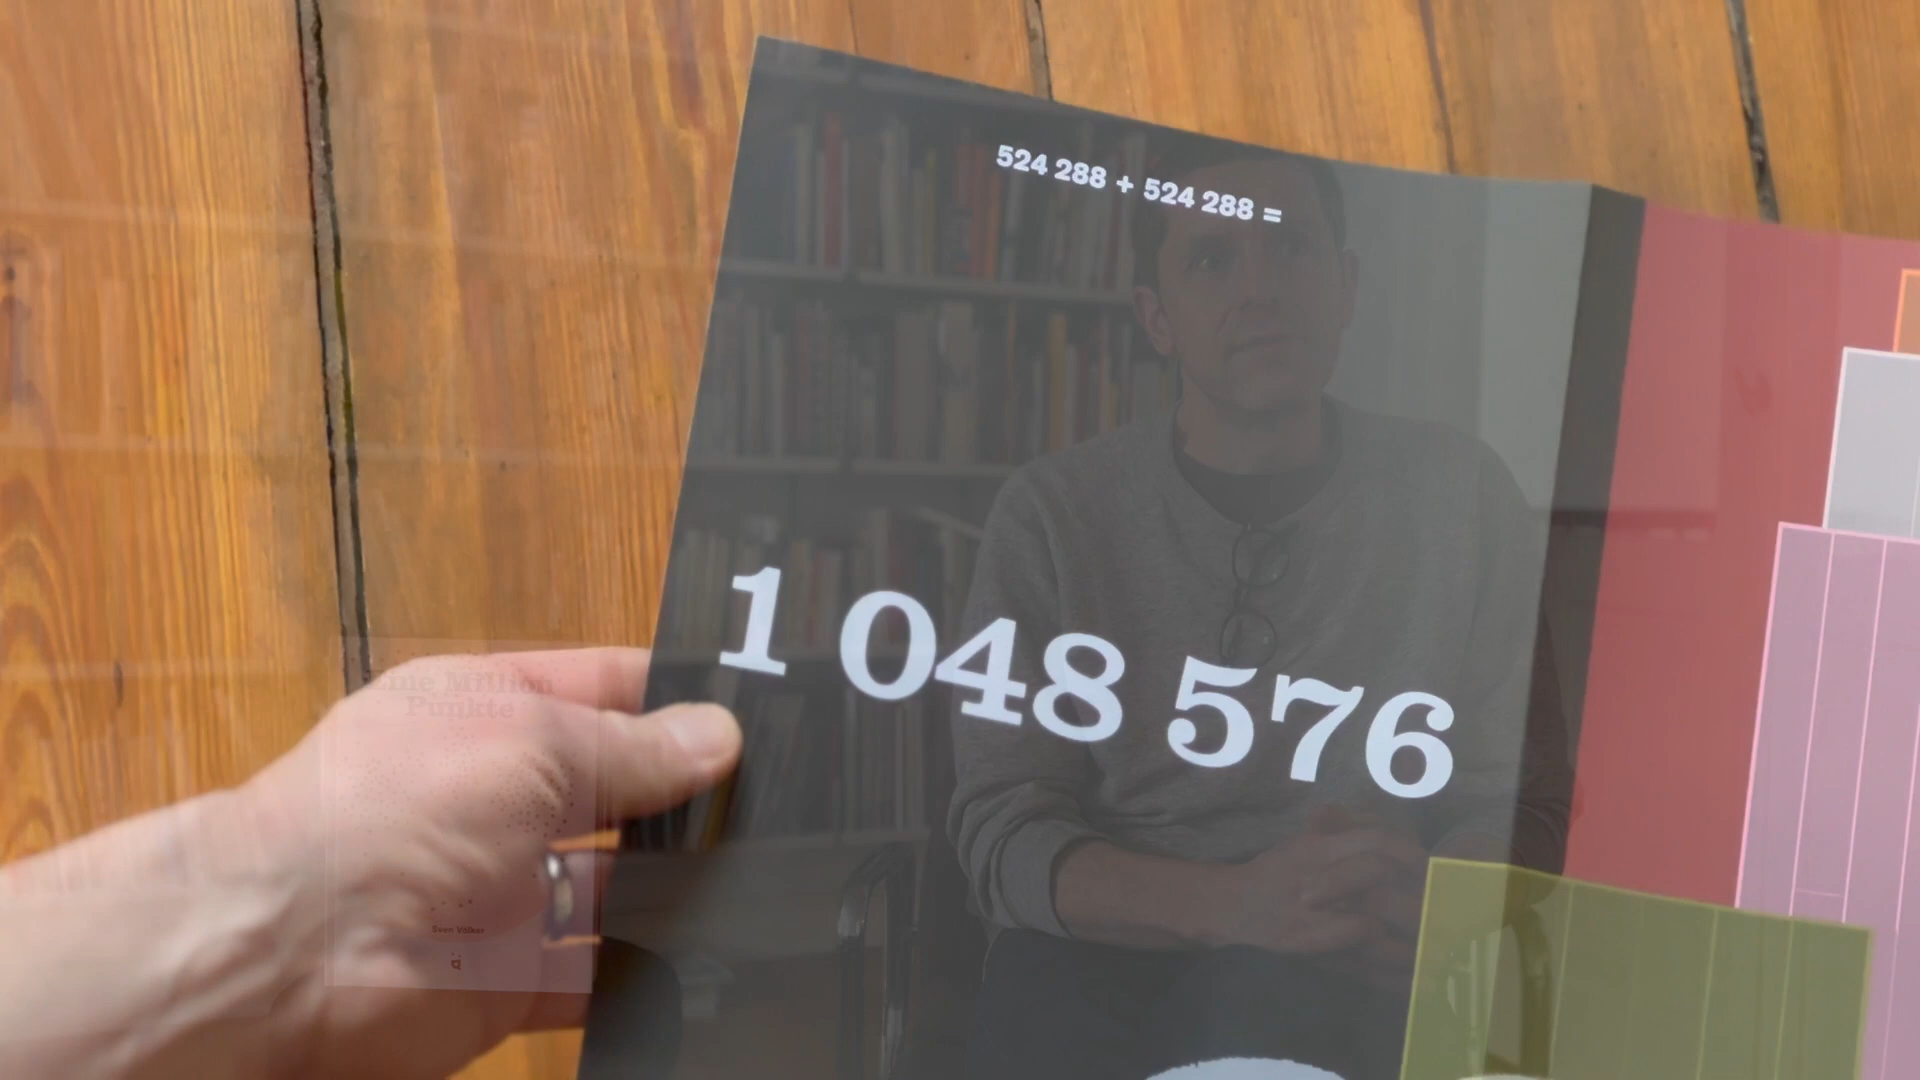 524 288 + 524 288 =
1 048 576
Eine Million
Punkte
Sven Völker